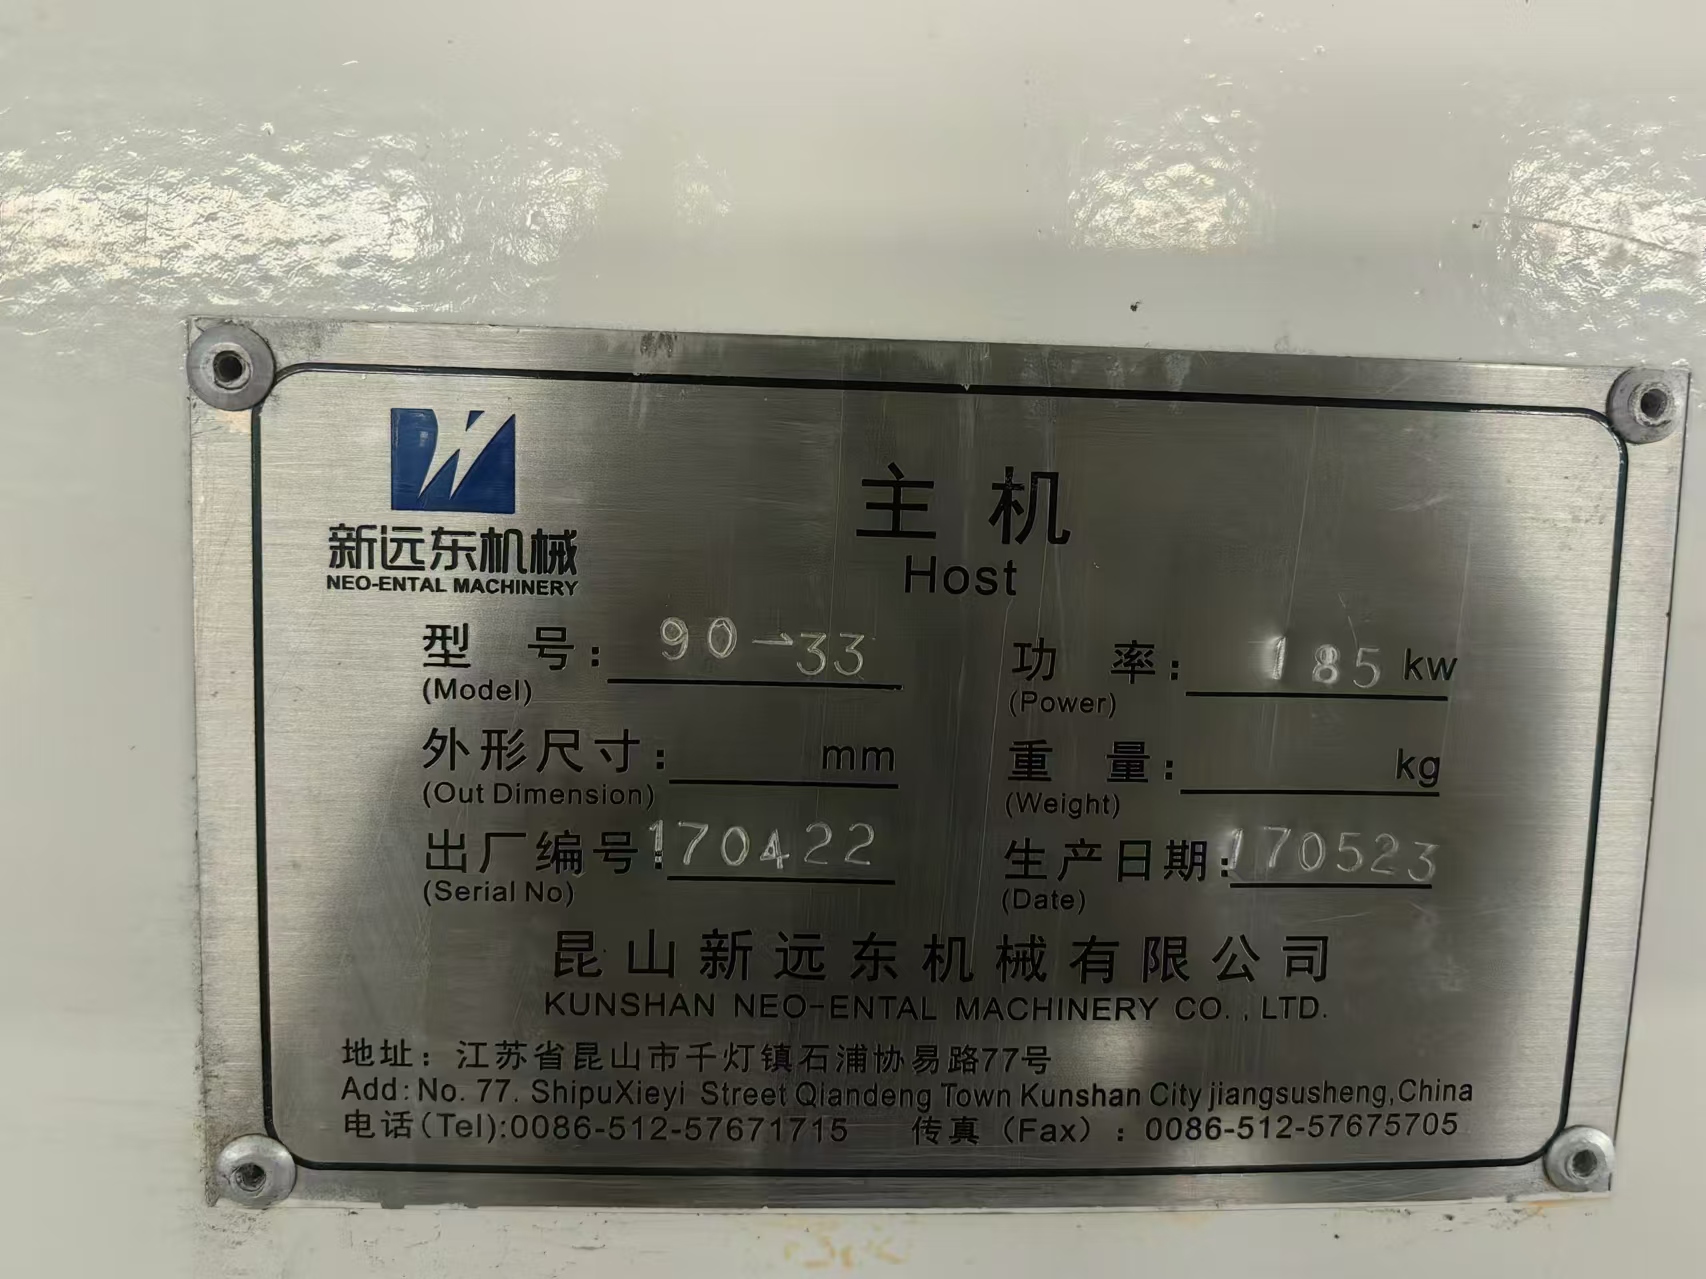 新远东机械
NEO-ENTAL MACHINERY
主机
Host
型号: 90-33 功率: 185 kw
(Model) (Power)
外形尺寸: mm 重量: kg
(Out Dimension) (Weight)
出厂编号: 170422 生产日期: 170523
(Serial No) (Date)
昆山新远东机械有限公司
KUNSHAN NEO-ENTAL MACHINERY CO., LTD.
地址：江苏省昆山市千灯镇石浦协易路77号
Add: No. 77. ShipuXieyi Street Qiandeng Town Kunshan City jiangsusheng,China
电话(Tel):0086-512-57671715 传真（Fax）: 0086-512-57675705